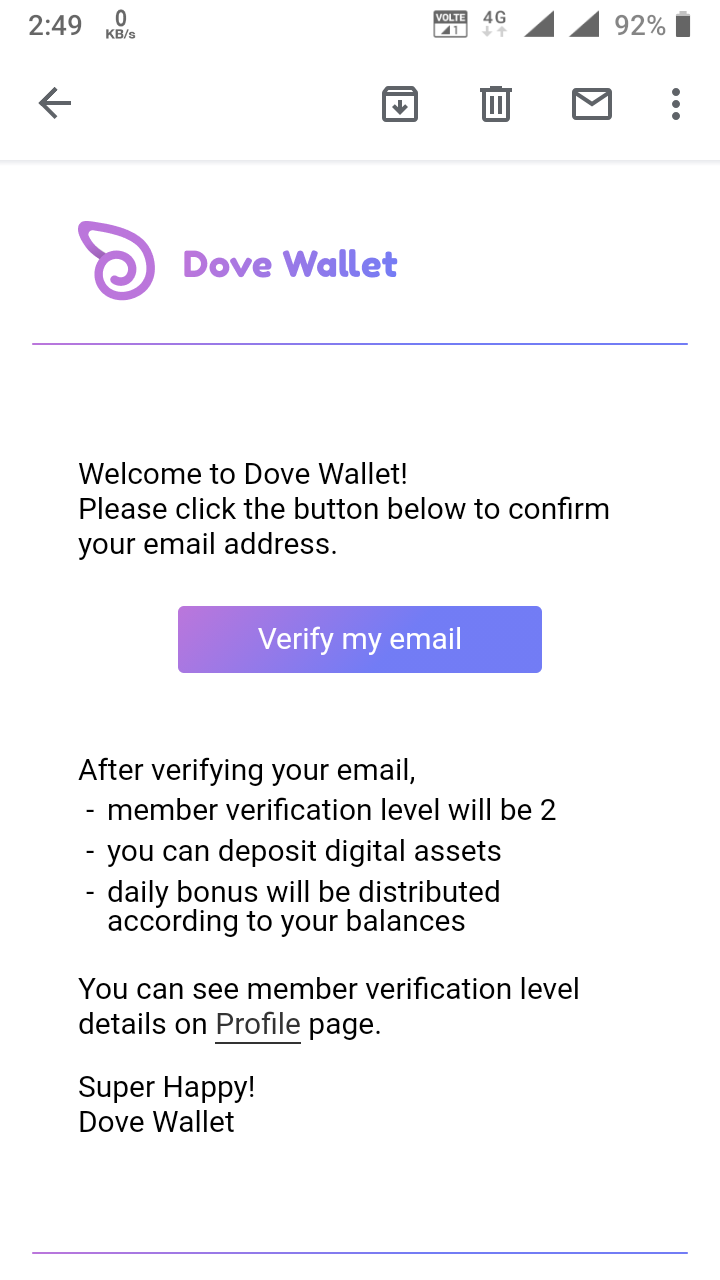 2:49 0 KB/s VOLTE 1 4G 92%
Dove Wallet
Welcome to Dove Wallet!
Please click the button below to confirm
your email address.
Verify my email
After verifying your email,
- member verification level will be 2
- you can deposit digital assets
- daily bonus will be distributed
according to your balances
You can see member verification level
details on Profile page.
Super Happy!
Dove Wallet